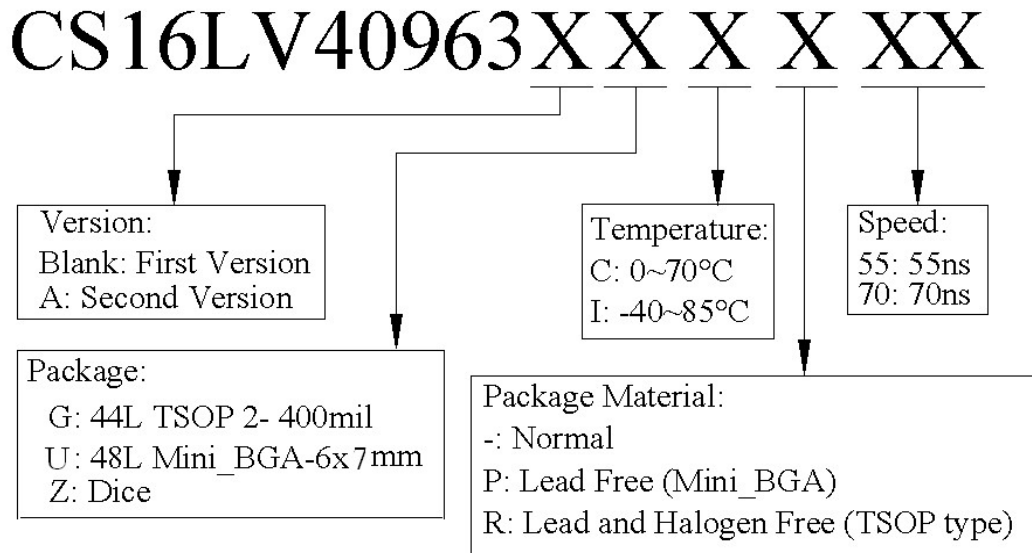 CS16LV40963X X X X XX
Version:
Blank: First Version
A: Second Version
Temperature:
C: 0~70°C
I: -40~85°C
Speed:
55: 55ns
70: 70ns
Package:
G: 44L TSOP 2- 400mil
U: 48L Mini_BGA-6x7mm
Z: Dice
Package Material:
-: Normal
P: Lead Free (Mini_BGA)
R: Lead and Halogen Free (TSOP type)